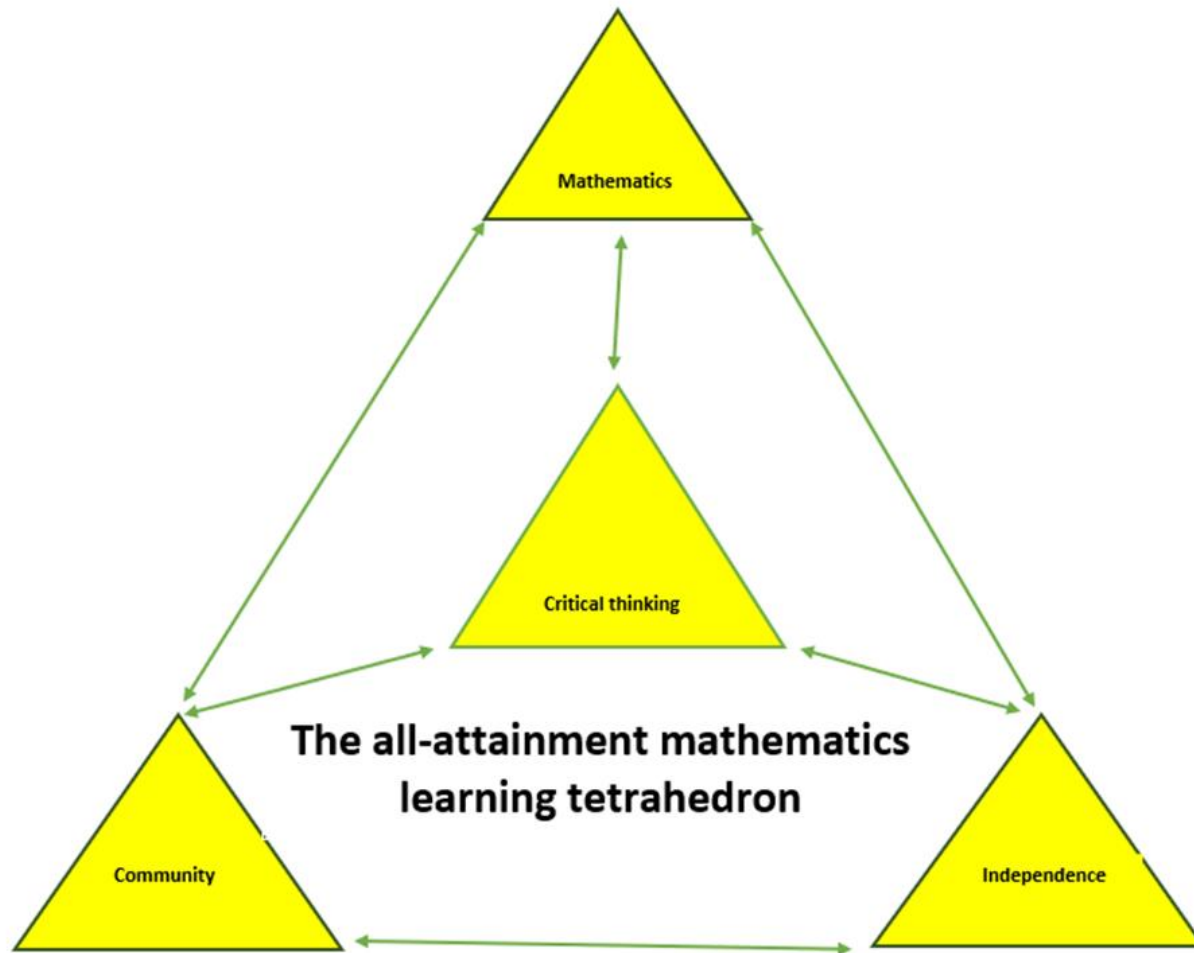 Mathematics
Critical thinking
The all-attainment mathematics
learning tetrahedron
Community
Independence